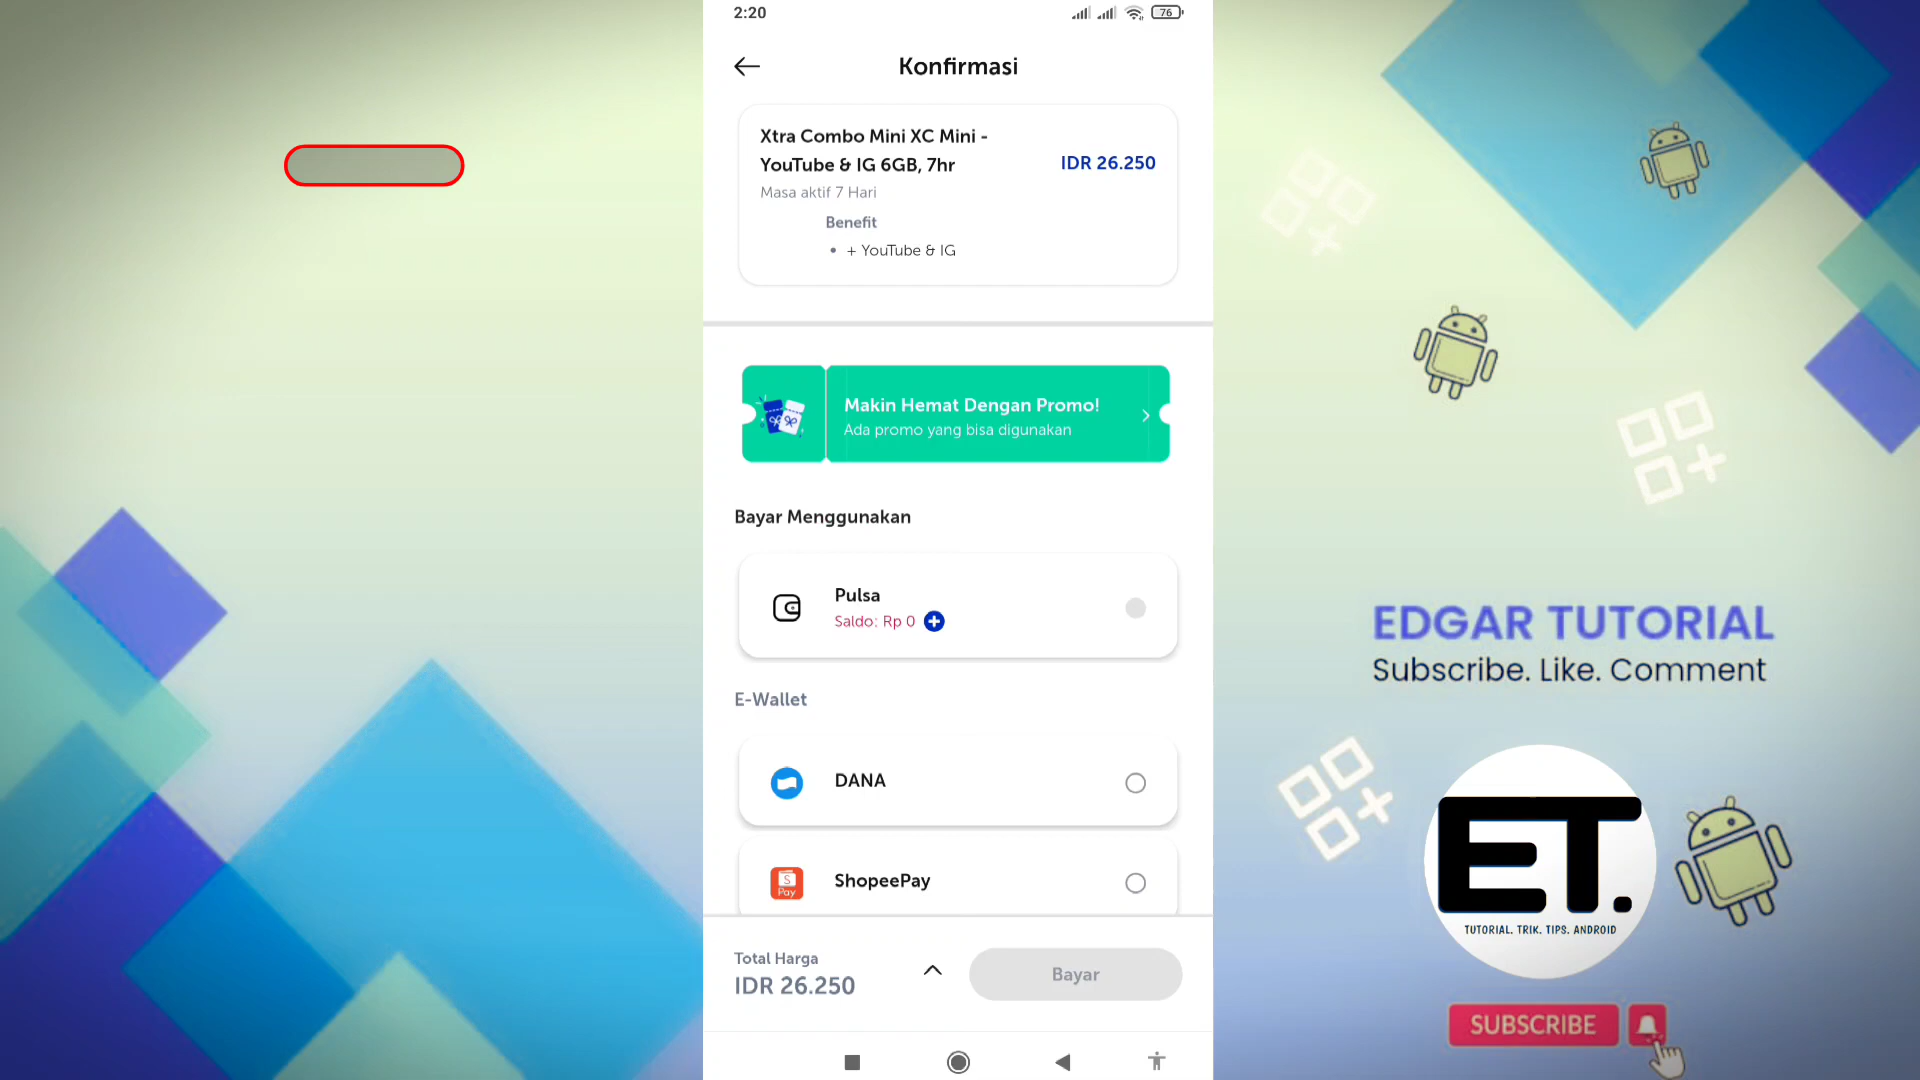 2:20
76
Konfirmasi
Xtra Combo Mini XC Mini -
YouTube & IG 6GB, 7hr
IDR 26.250
Masa aktif 7 Hari
Benefit
• + YouTube & IG
Makin Hemat Dengan Promo!
Ada promo yang bisa digunakan
Bayar Menggunakan
Pulsa
Saldo: Rp 0
E-Wallet
DANA
S
Pay
ShopeePay
Total Harga
IDR 26.250
Bayar
EDGAR TUTORIAL
Subscribe. Like. Comment
ET.
TUTORIAL. TRIK. TIPS. ANDROID
SUBSCRIBE